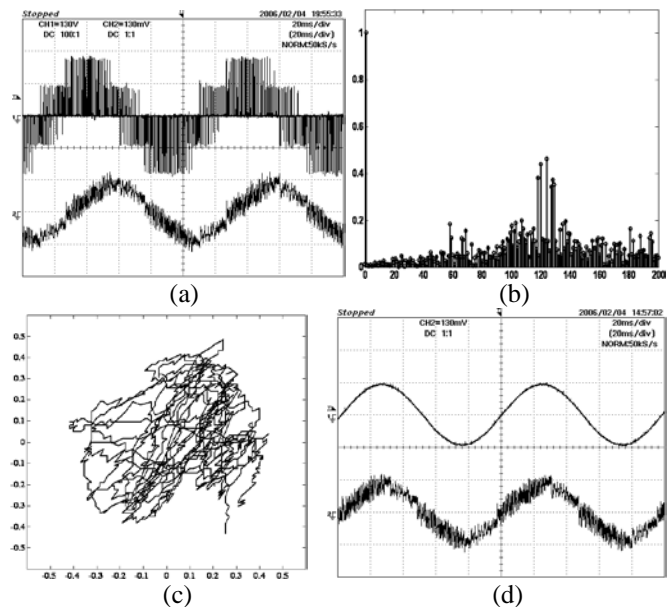 Stopped
2006/02/04 19:55:33
CH1=130V
CH2=130mV
20ms/div
DC 100:1
DC 1:1
(20ms/div)
NORM:50kS/s
1
0.8
0.6
0.4
0.2
0
0 20 40 60 80 100 120 140 160 180 200
(a)
(b)
0.5
0.4
0.3
0.2
0.1
0
-0.1
-0.2
-0.3
-0.4
-0.5
-0.5 -0.4 -0.3 -0.2 -0.1 0 0.1 0.2 0.3 0.4 0.5
Stopped
2006/02/04 14:57:02
CH2=130mV
20ms/div
DC 1:1
(20ms/div)
NORM:50kS/s
(c)
(d)